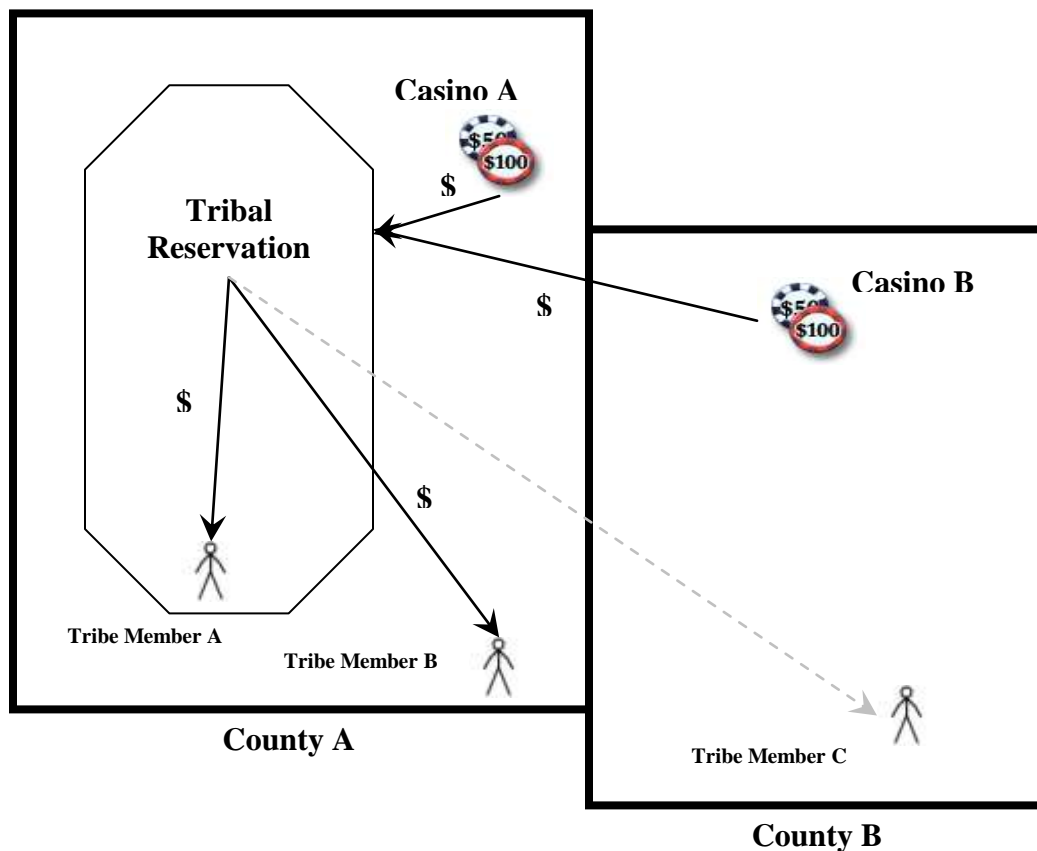 Casino A
$100
$
Tribal
Reservation
Casino B
$
$100
$
$
Tribe Member A
Tribe Member B
County A
Tribe Member C
County B